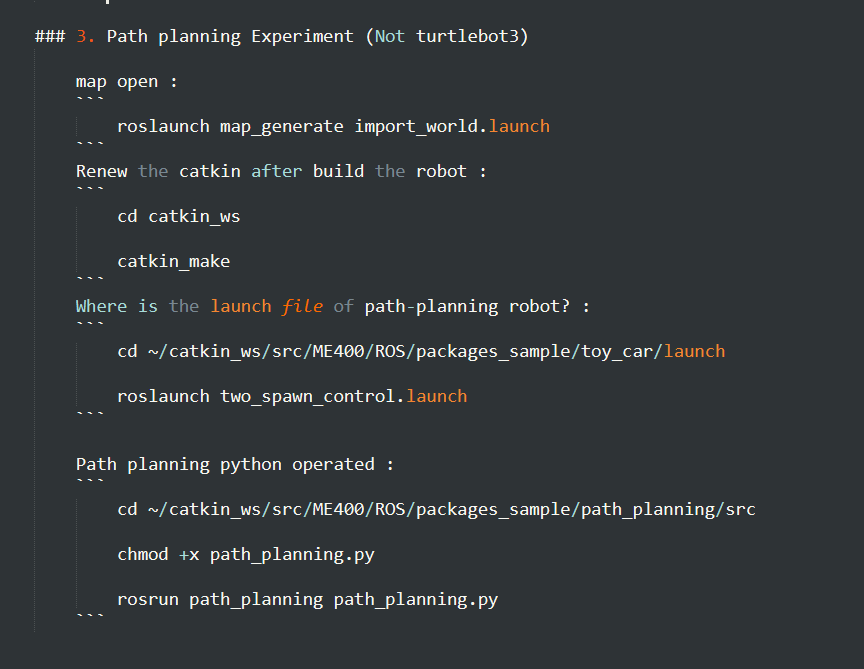 ### 3. Path planning Experiment (Not turtlebot3)
map open :
```
roslaunch map_generate import_world.launch
```
Renew the catkin after build the robot :
```
cd catkin_ws
catkin_make
```
Where is the launch file of path-planning robot? :
```
cd ~/catkin_ws/src/ME400/ROS/packages_sample/toy_car/launch
roslaunch two_spawn_control.launch
```
Path planning python operated :
```
cd ~/catkin_ws/src/ME400/ROS/packages_sample/path_planning/src
chmod +x path_planning.py
rosrun path_planning path_planning.py
```